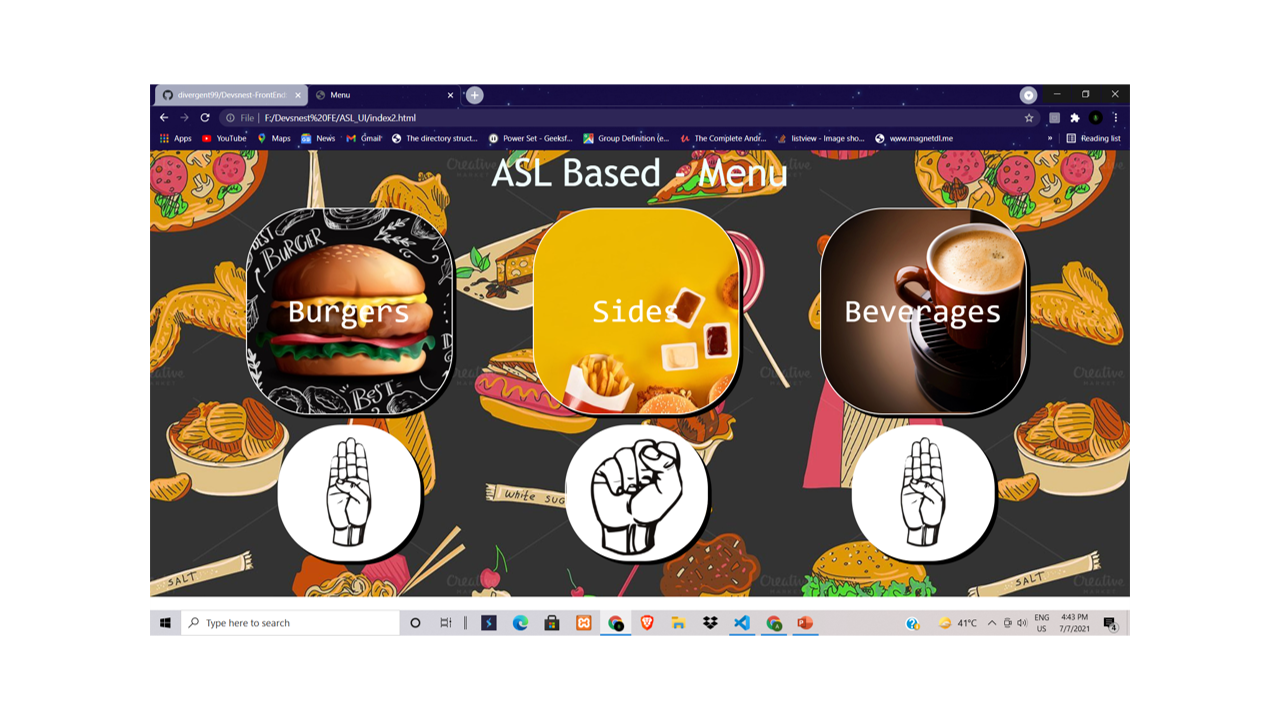 divergent99/Devsnest-FrontEnd
Menu
File | F:/Devsnest%20FE/ASL_UI/index2.html
Apps YouTube Maps News Gmail The directory struct... Power Set - Geeksf... Group Definition (e... The Complete Andr... listview - Image sho... www.magnetdl.me » Reading list
ASL Based - Menu
BEST
BURGER
Burgers
BEST
Sides
Beverages
WHITE SUG
SALT
SALT
Creative
MARKET
Type here to search
41°C
ENG
US
4:43 PM
7/7/2021
4